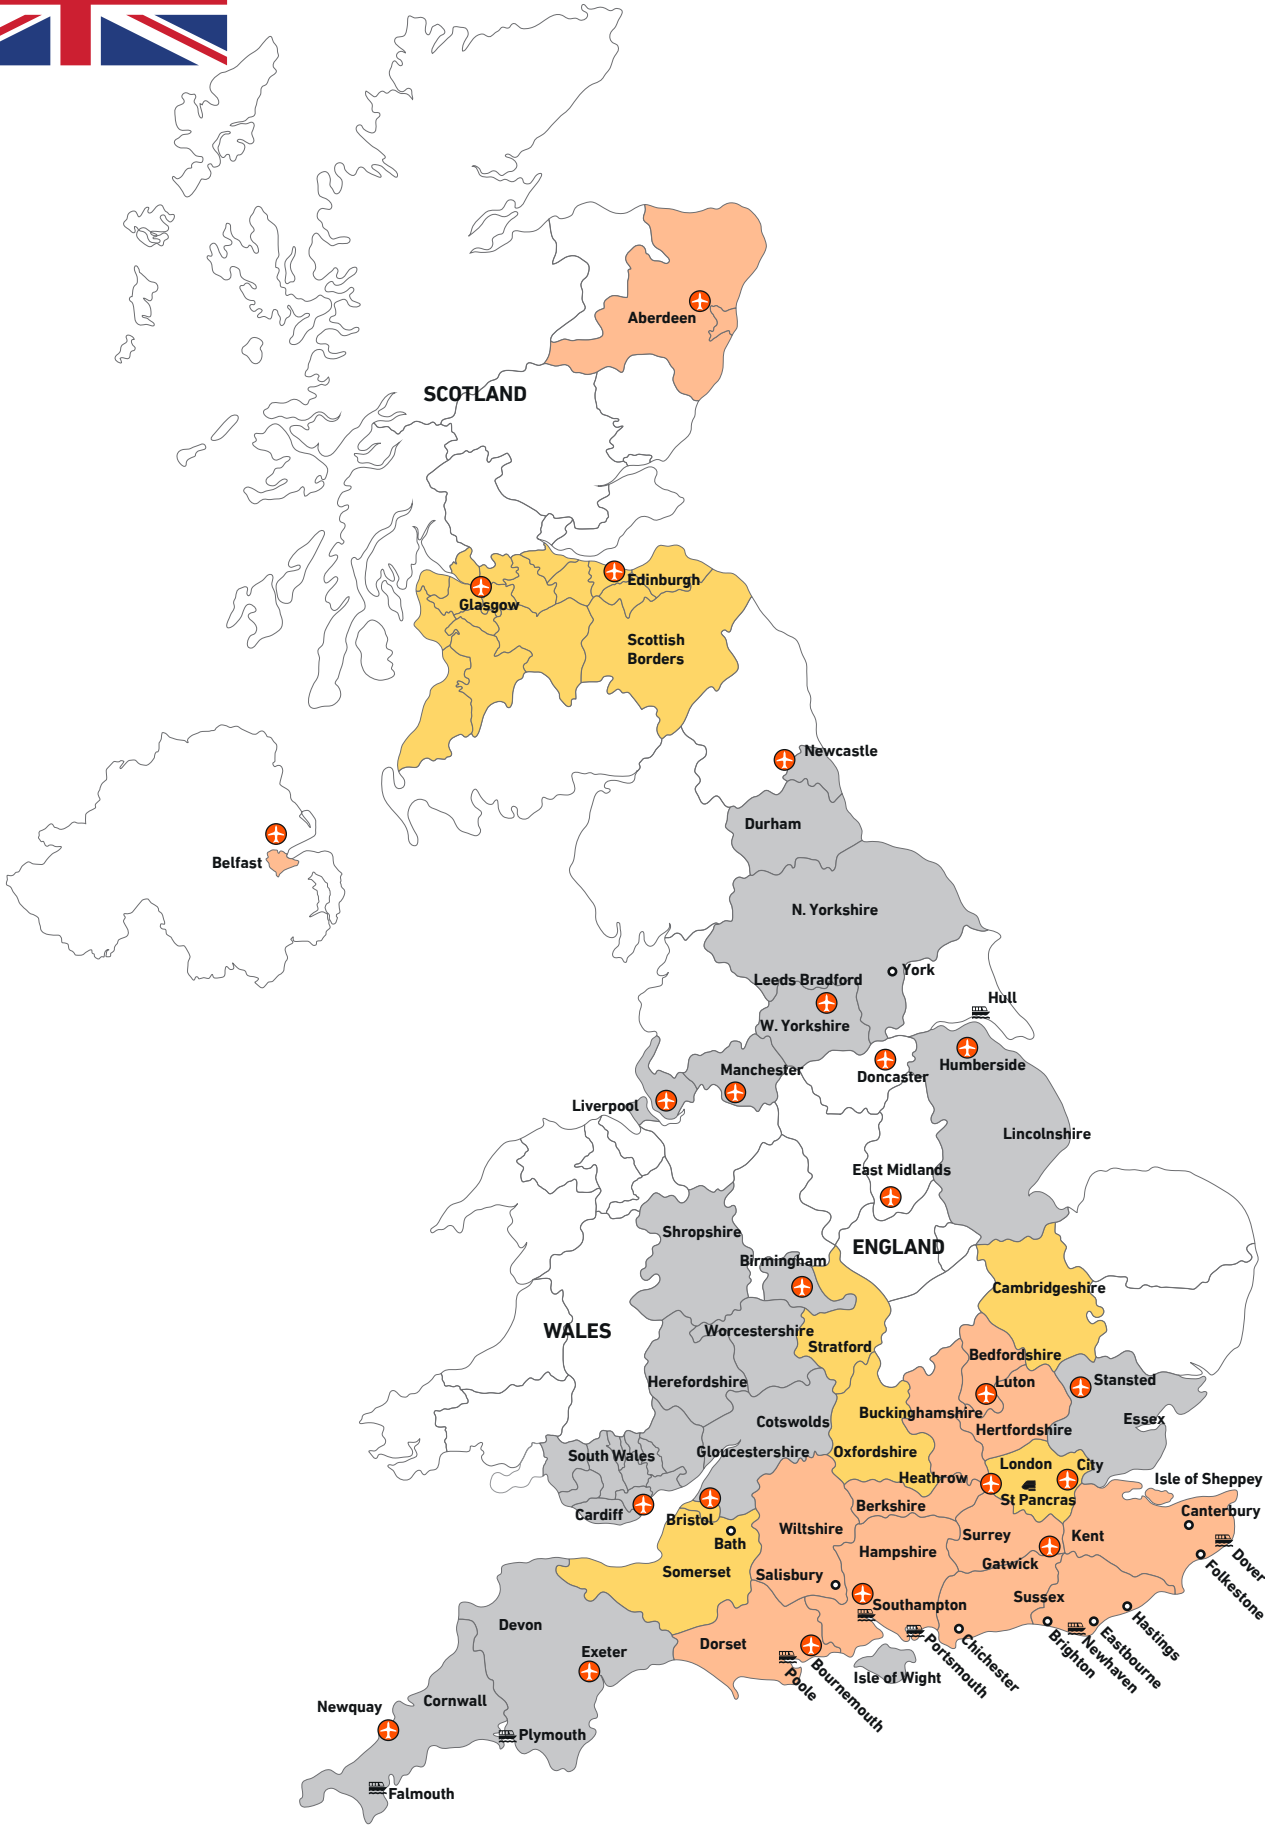 Aberdeen
SCOTLAND
Edinburgh
Glasgow
Scottish
Borders
Newcastle
Durham
Belfast
N. Yorkshire
York
Leeds Bradford
Hull
W. Yorkshire
Humberside
Manchester
Doncaster
Liverpool
Lincolnshire
East Midlands
Shropshire
ENGLAND
Birmingham
Cambridgeshire
WALES
Worcestershire
Stratford
Bedfordshire
Herefordshire
Luton
Stansted
Buckinghamshire
Essex
Cotswolds
Hertfordshire
South Wales
Gloucestershire
Oxfordshire
London
City
Heathrow
Isle of Sheppey
St Pancras
Berkshire
Canterbury
Cardiff
Bristol
Wiltshire
Surrey
Kent
Bath
Hampshire
Gatwick
Dover
Somerset
Salisbury
Folkestone
Sussex
Southampton
Devon
Hastings
Dorset
Exeter
Portsmouth
Chichester
Brighton
Newhaven
Eastbourne
Isle of Wight
Poole
Bournemouth
Cornwall
Newquay
Plymouth
Falmouth